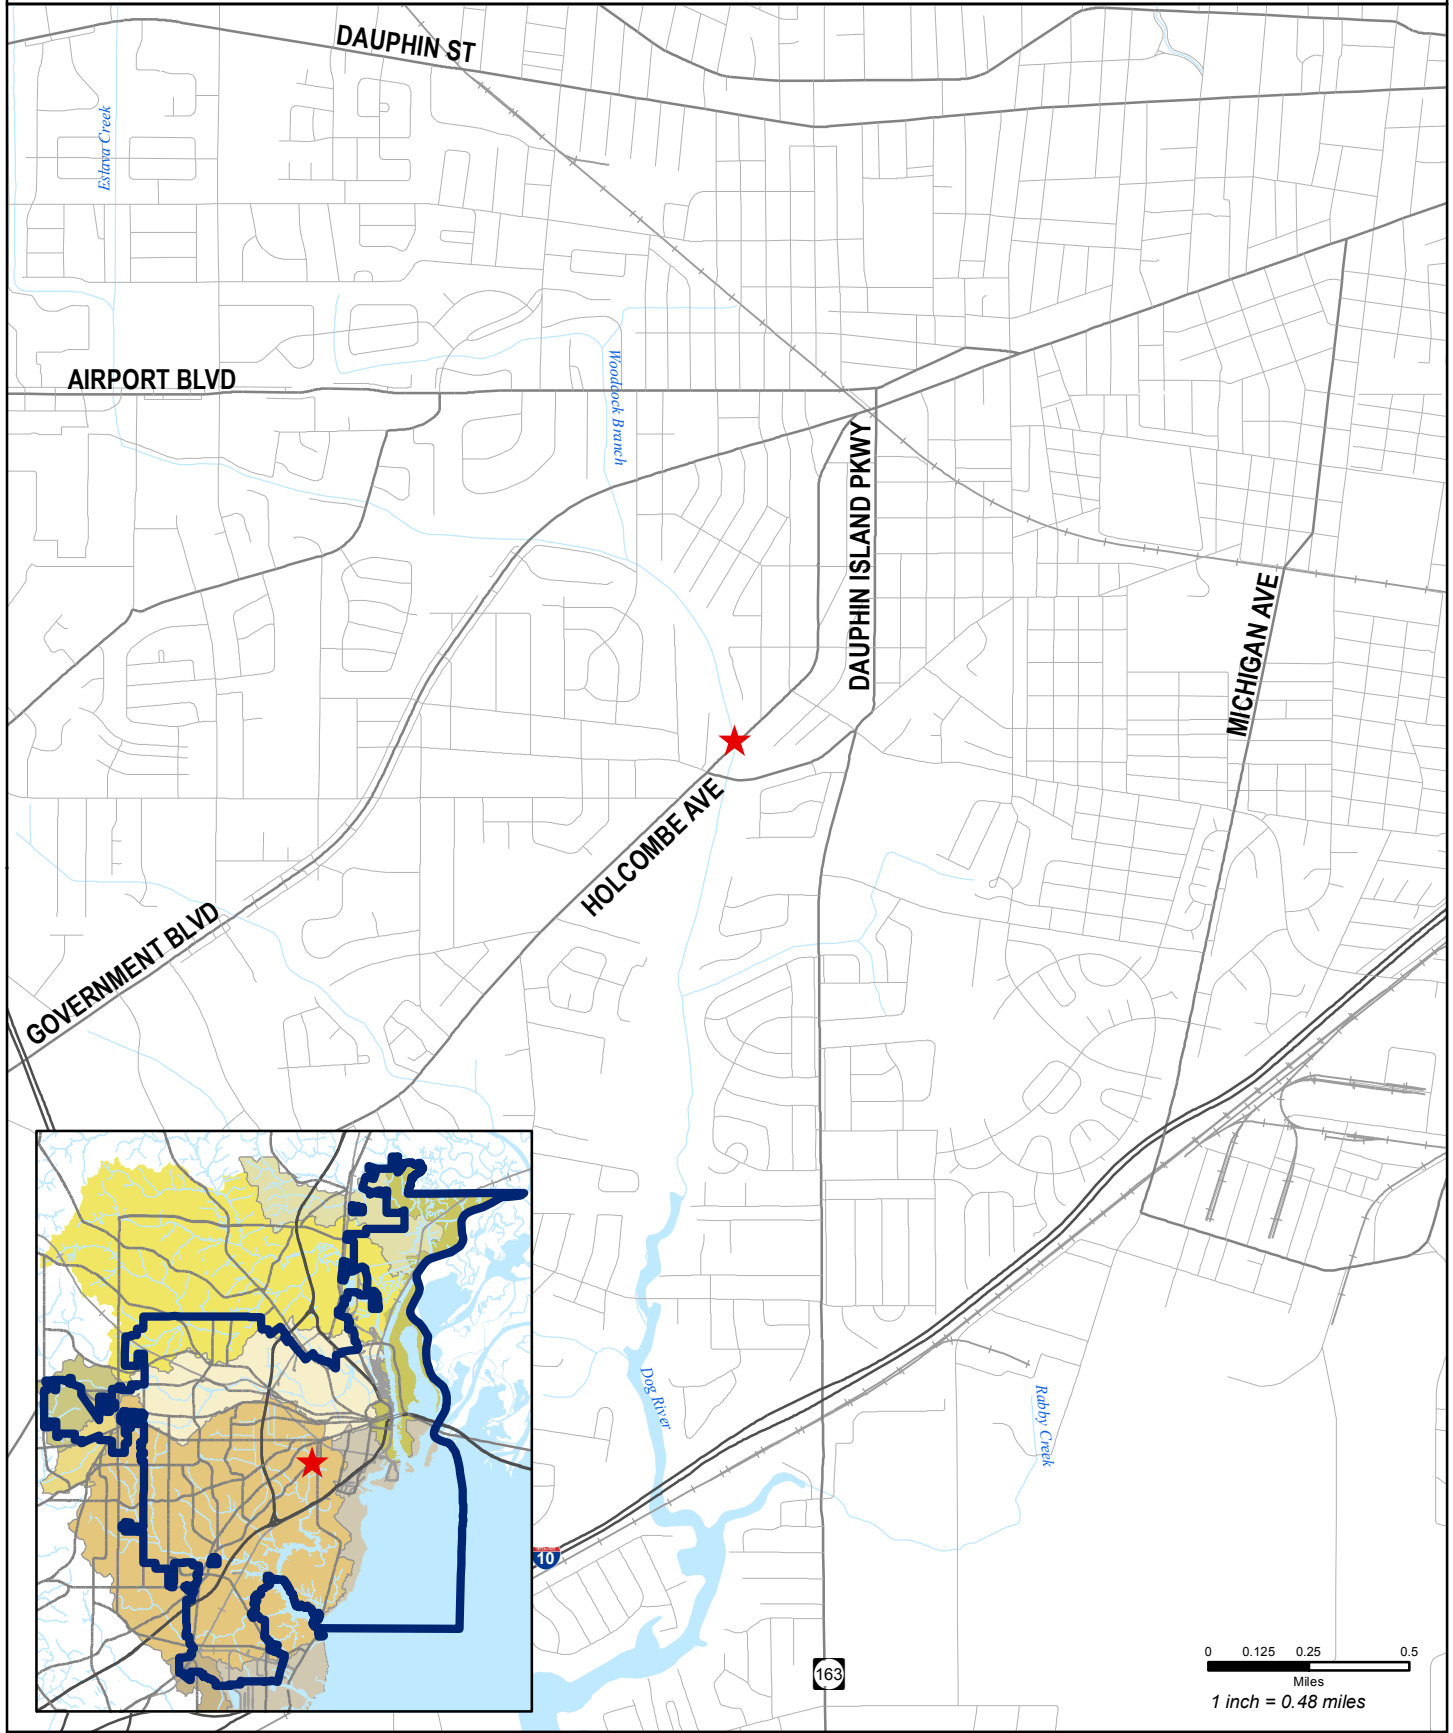 DAUPHIN ST
Eslava Creek
AIRPORT BLVD
Woodcock Branch
DAUPHIN ISLAND PKWY
MICHIGAN AVE
HOLCOMBE AVE
GOVERNMENT BLVD
Dog River
Rabby Creek
10
163
0 0.125 0.25 0.5
Miles
1 inch = 0.48 miles